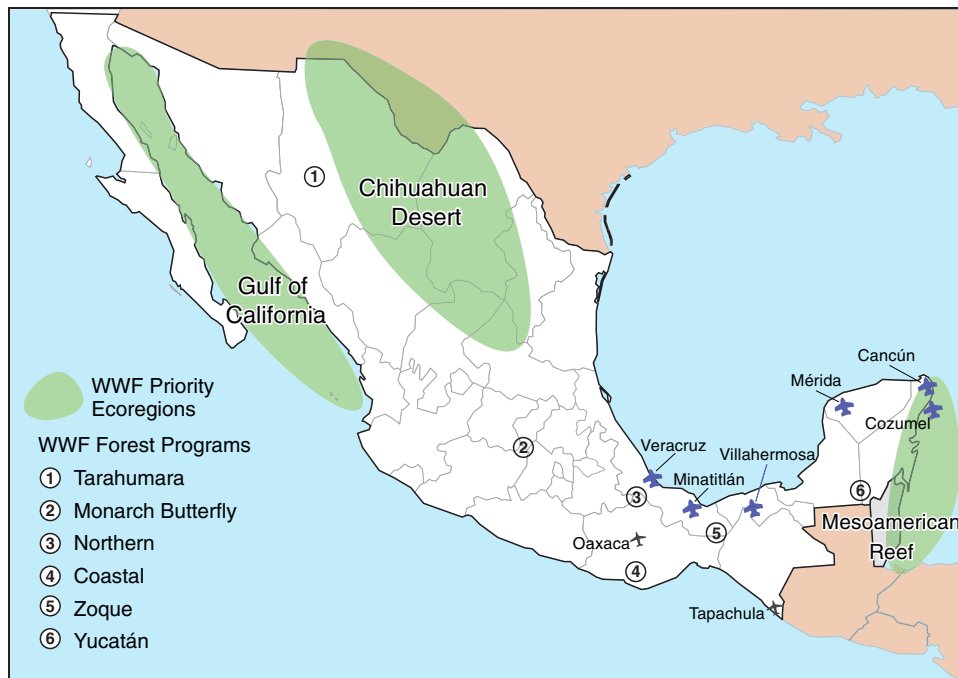 1
Chihuahuan
Desert
Gulf of
California
WWF Priority
Ecoregions
WWF Forest Programs
1 Tarahumara
2 Monarch Butterfly
3 Northern
4 Coastal
5 Zoque
6 Yucatán
2
Cancún
Mérida
Cozumel
Veracruz
Villahermosa
Minatitlán
3
6
5
Mesoamerican
Reef
Oaxaca
4
Tapachula